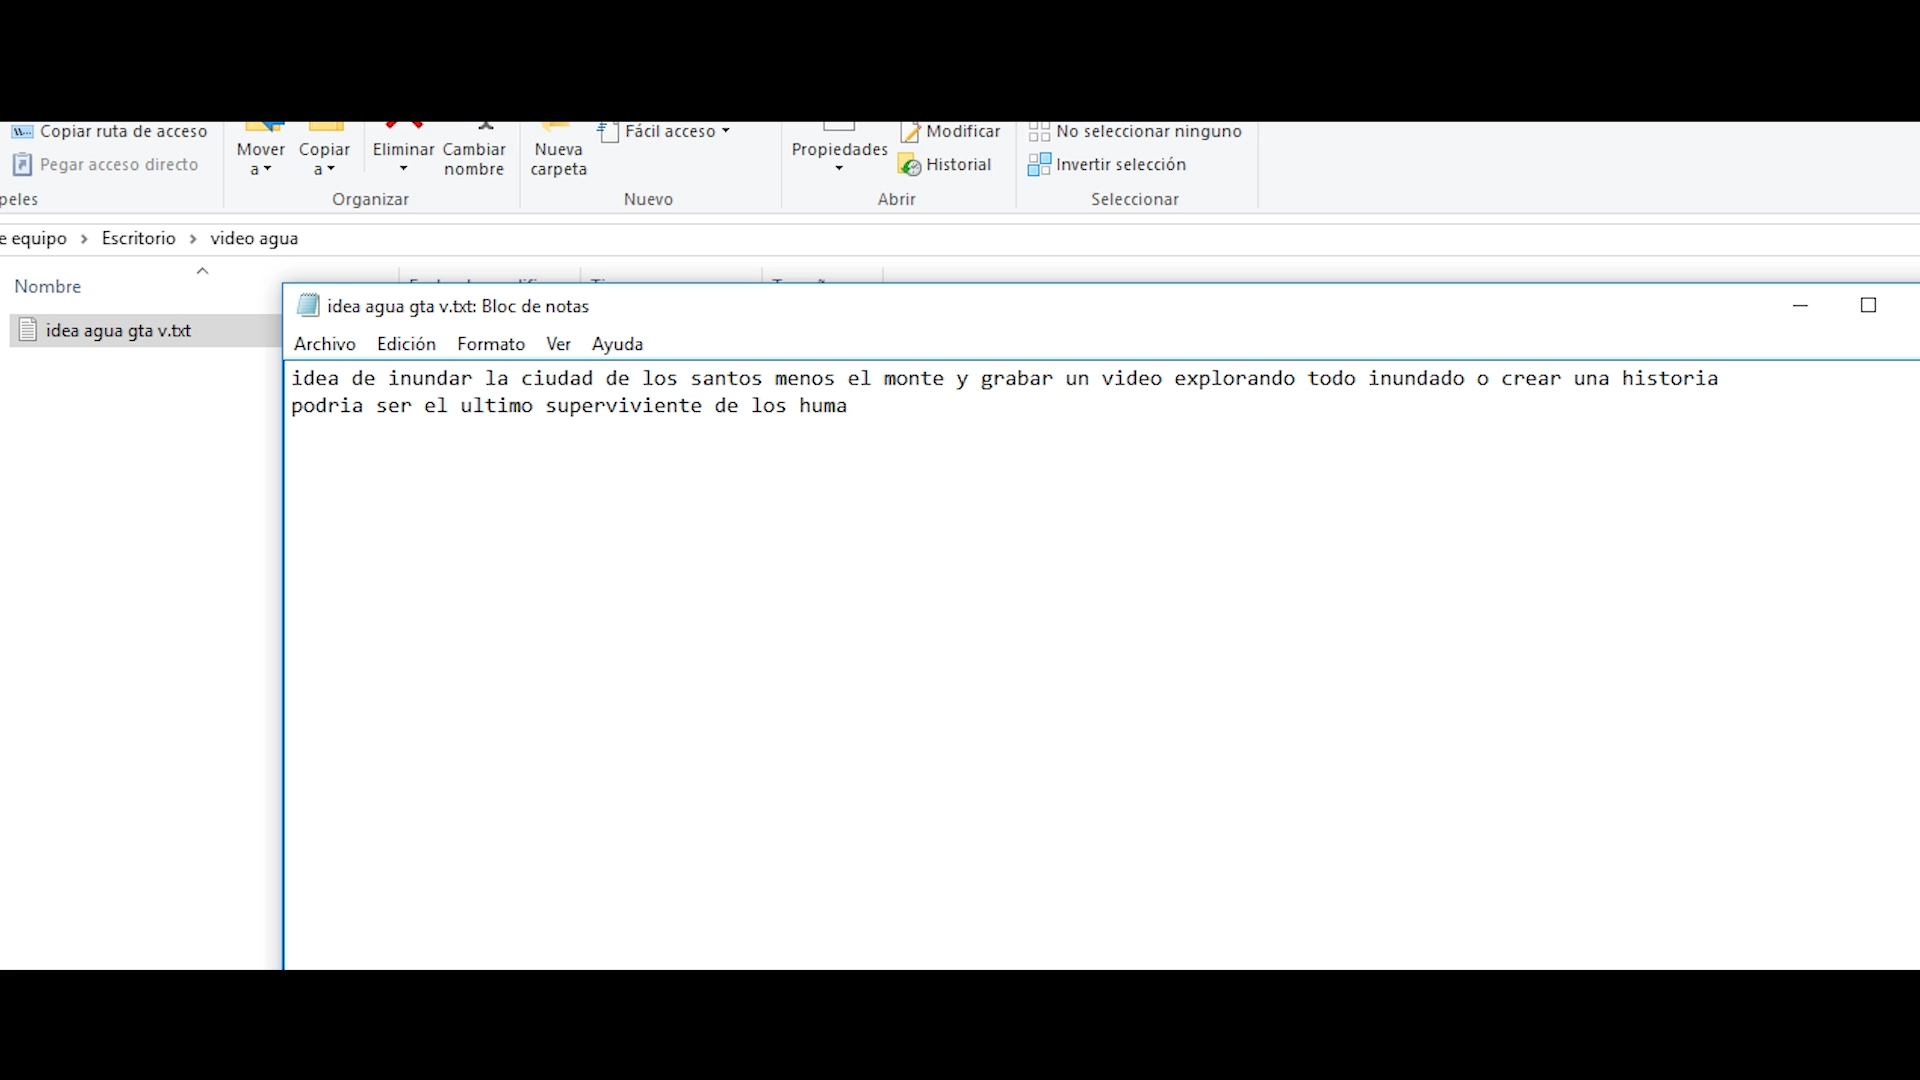 Copiar ruta de acceso
Pegar acceso directo
Mover a
Copiar a
Eliminar
Cambiar nombre
Organizar
Nueva carpeta
Fácil acceso
Nuevo
Propiedades
Modificar
Historial
Abrir
No seleccionar ninguno
Invertir selección
Seleccionar
e equipo > Escritorio > video agua
Nombre
idea agua gta v.txt
idea agua gta v.txt: Bloc de notas
Archivo Edición Formato Ver Ayuda
idea de inundar la ciudad de los santos menos el monte y grabar un video explorando todo inundado o crear una historia
podria ser el ultimo superviviente de los huma